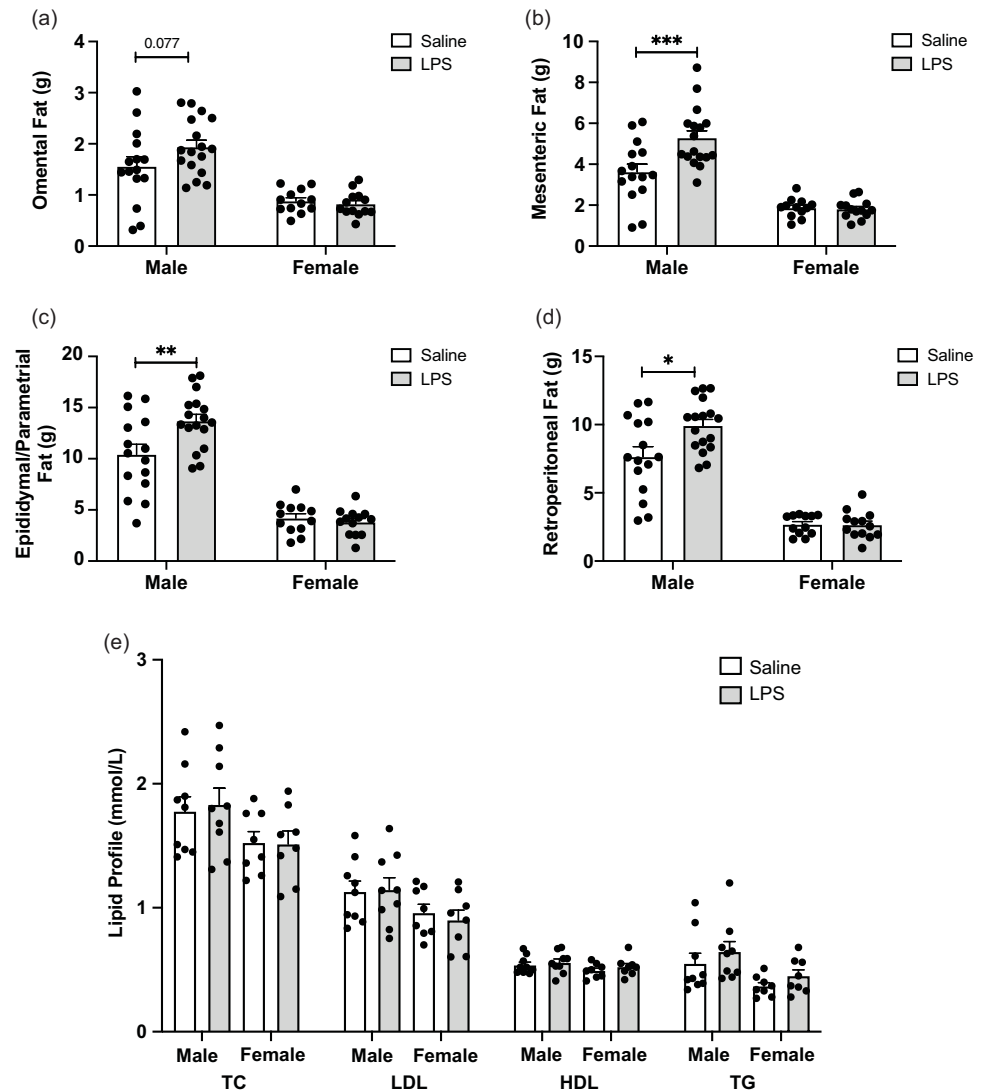 (a)
Omental Fat (g)
4
3
2
1
0
0.077
Saline
LPS
Male Female
(b)
Mesenteric Fat (g)
10
8
6
4
2
0
***
Saline
LPS
Male Female
(c)
Epididymal/Parametrial
Fat (g)
20
15
10
5
0
**
Saline
LPS
Male Female
(d)
Retroperitoneal Fat (g)
15
10
5
0
*
Saline
LPS
Male Female
(e)
Lipid Profile (mmol/L)
3
2
1
0
Saline
LPS
Male Female Male Female Male Female Male Female
TC LDL HDL TG